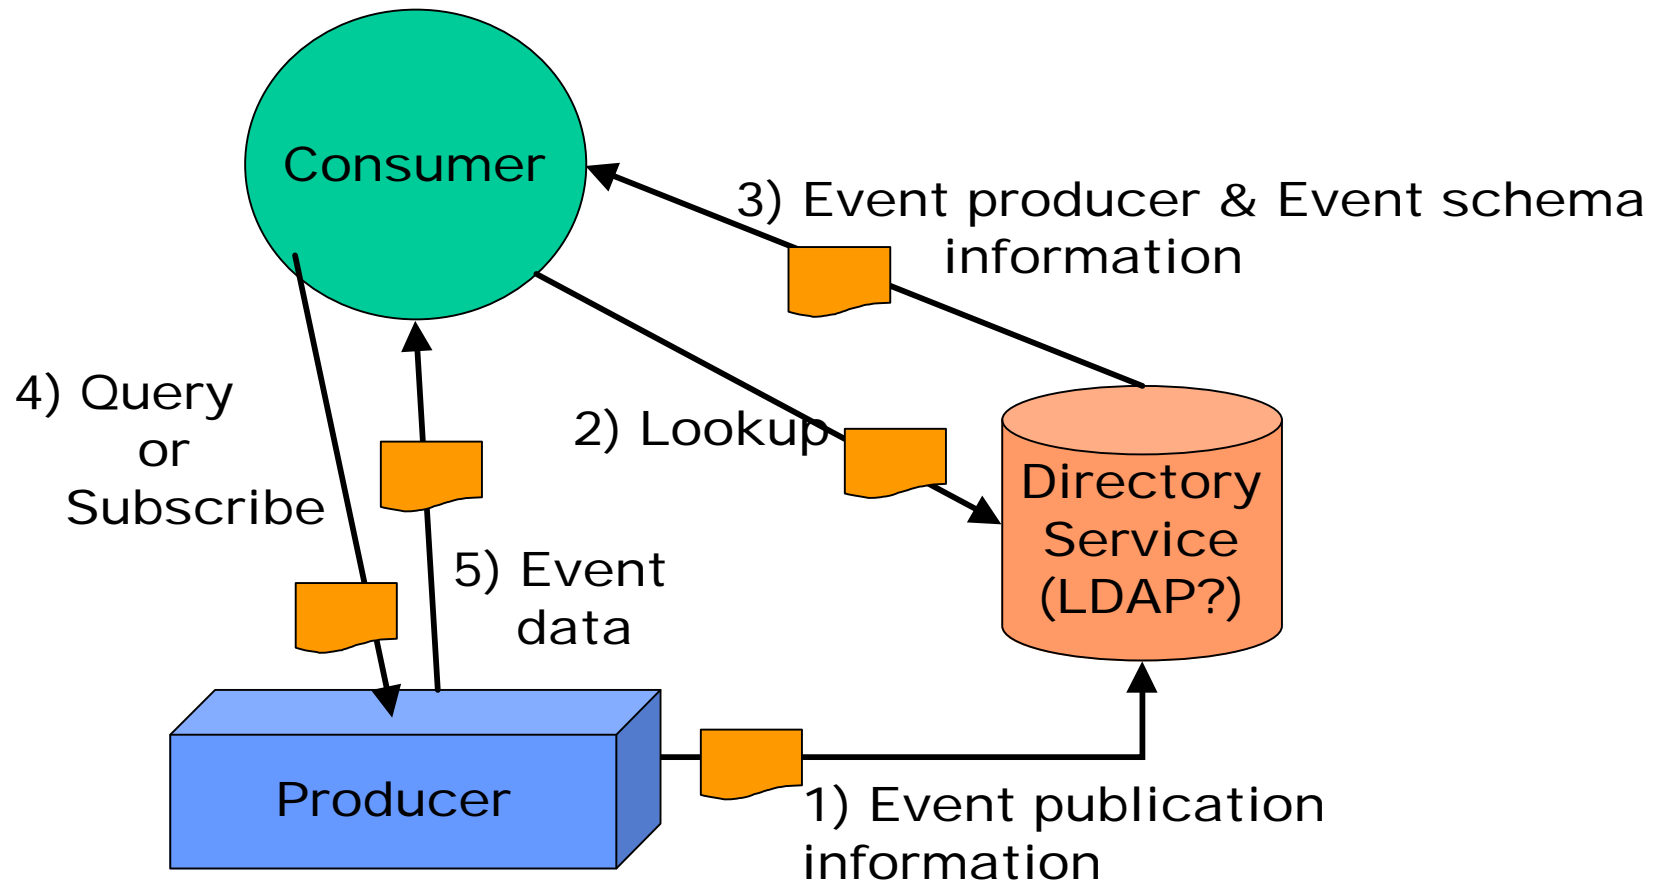 Consumer
3) Event producer & Event schema
information
4) Query
or
Subscribe
2) Lookup
Directory
Service
(LDAP?)
5) Event
data
Producer
1) Event publication
information